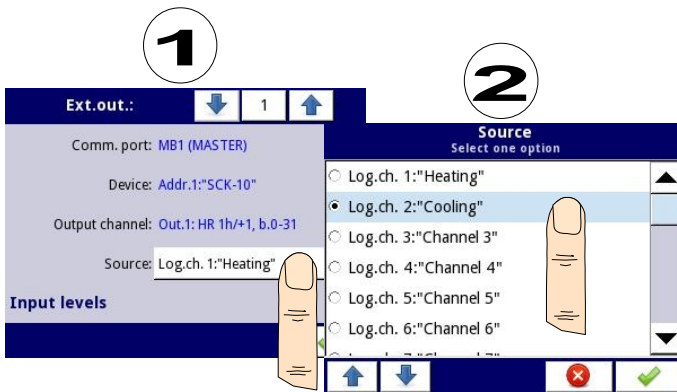 1
Ext.out.: 1
Comm. port: MB1 (MASTER)
Device: Addr.1:"SCK-10"
Output channel: Out.1: HR 1h/+1, b.0-31
Source: Log.ch. 1:"Heating"
Input levels
2
Source
Select one option
Log.ch. 1:"Heating"
Log.ch. 2:"Cooling"
Log.ch. 3:"Channel 3"
Log.ch. 4:"Channel 4"
Log.ch. 5:"Channel 5"
Log.ch. 6:"Channel 6"